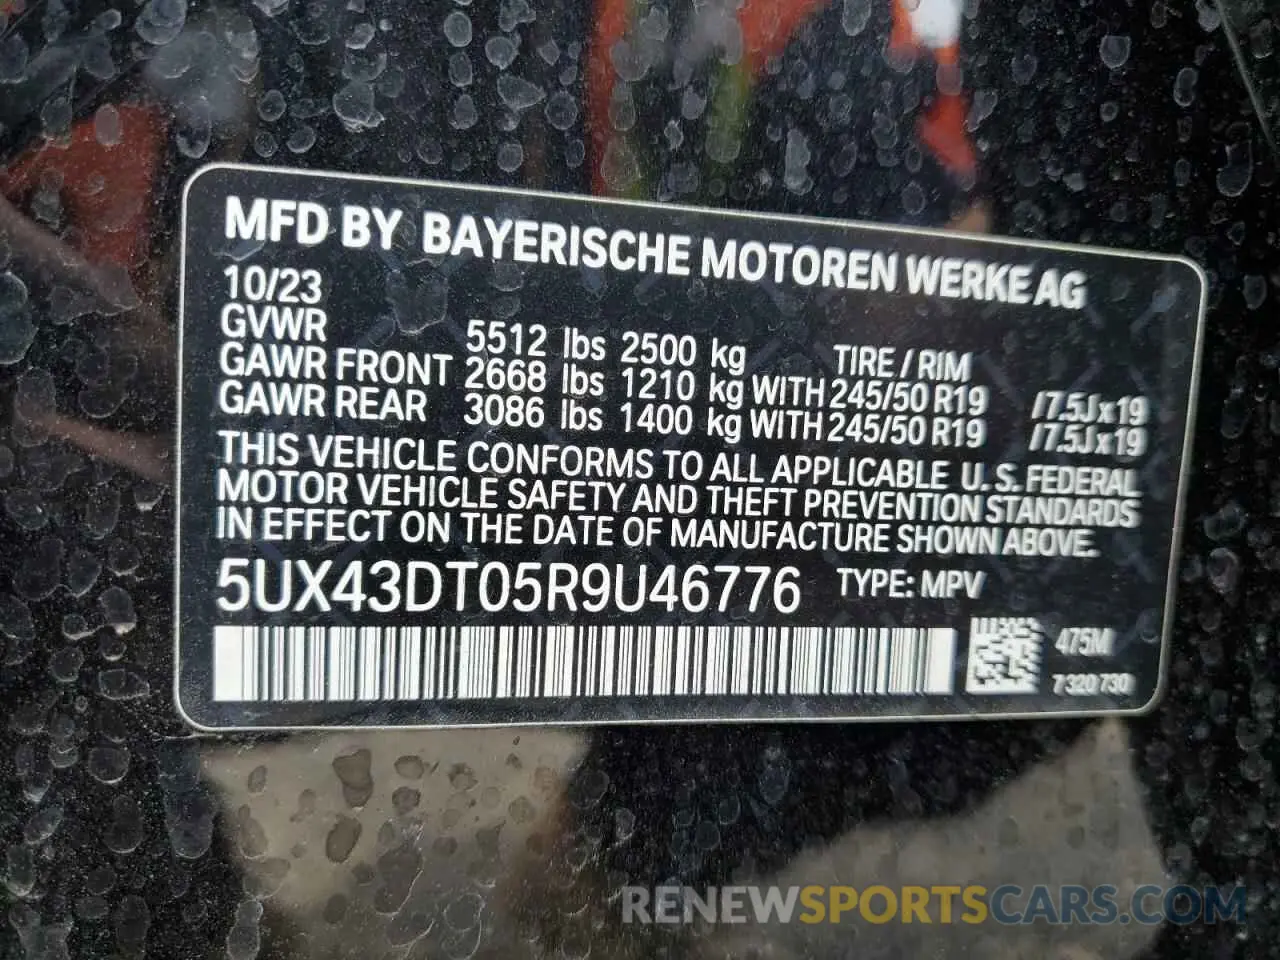 MFD BY BAYERISCHE MOTOREN WERKE AG
10/23
GVWR 5512 lbs 2500 kg TIRE / RIM
GAWR FRONT 2668 lbs 1210 kg WITH 245/50 R19 /7.5Jx19
GAWR REAR 3086 lbs 1400 kg WITH 245/50 R19 /7.5Jx19
THIS VEHICLE CONFORMS TO ALL APPLICABLE U.S. FEDERAL
MOTOR VEHICLE SAFETY AND THEFT PREVENTION STANDARDS
IN EFFECT ON THE DATE OF MANUFACTURE SHOWN ABOVE.
5UX43DT05R9U46776 TYPE: MPV
475M
7 320 730
RENEWSPORTSCARS.COM